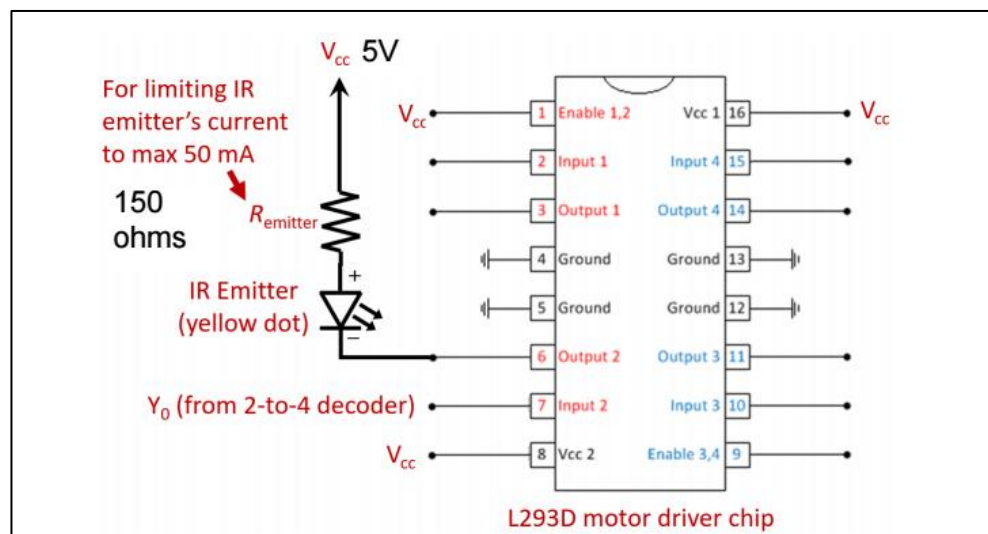 Vcc 5V
For limiting IR
emitter's current
to max 50 mA
150
ohms
Remitter
+
IR Emitter
(yellow dot)
−
Y0 (from 2-to-4 decoder)
Vcc
Vcc
1 Enable 1,2
2 Input 1
3 Output 1
4 Ground
5 Ground
6 Output 2
7 Input 2
8 Vcc 2
Vcc 1 16
Input 4 15
Output 4 14
Ground 13
Ground 12
Output 3 11
Input 3 10
Enable 3,4 9
Vcc
L293D motor driver chip